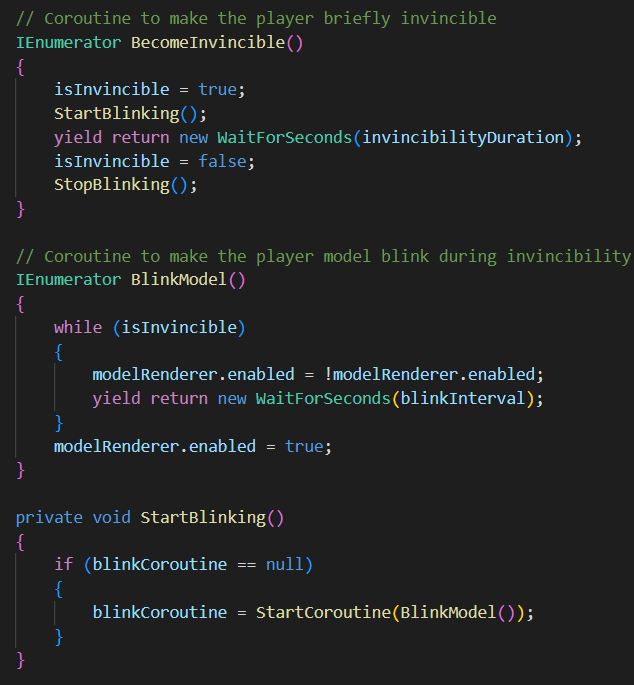 // Coroutine to make the player briefly invincible
IEnumerator BecomeInvincible()
{
    isInvincible = true;
    StartBlinking();
    yield return new WaitForSeconds(invincibilityDuration);
    isInvincible = false;
    StopBlinking();
}

// Coroutine to make the player model blink during invincibility
IEnumerator BlinkModel()
{
    while (isInvincible)
    {
        modelRenderer.enabled = !modelRenderer.enabled;
        yield return new WaitForSeconds(blinkInterval);
    }
    modelRenderer.enabled = true;
}

private void StartBlinking()
{
    if (blinkCoroutine == null)
    {
        blinkCoroutine = StartCoroutine(BlinkModel());
    }
}